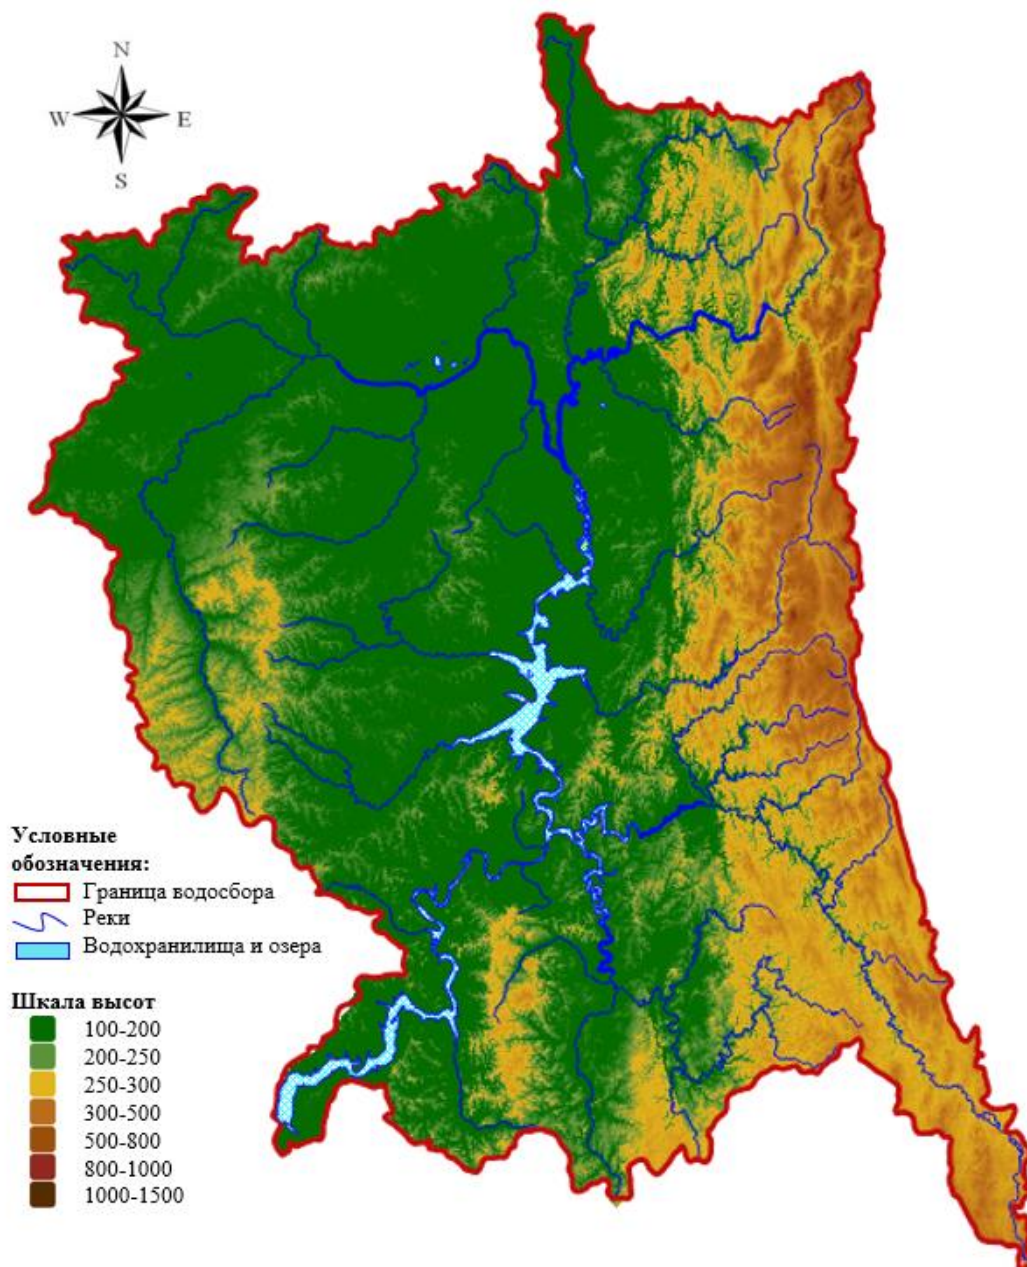 N
W E
S
Условные
обозначения:
Граница водосбора
Реки
Водохранилища и озера
Шкала высот
100-200
200-250
250-300
300-500
500-800
800-1000
1000-1500